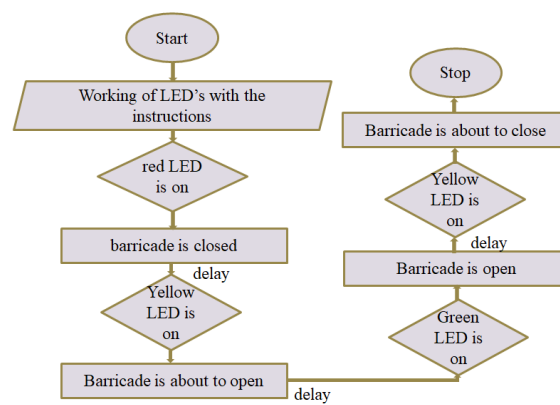 Start
Working of LED's with the
instructions
red LED
is on
barricade is closed
delay
Yellow
LED is
on
Barricade is about to open
delay
Green
LED is
on
Barricade is open
delay
Yellow
LED is
on
Barricade is about to close
Stop